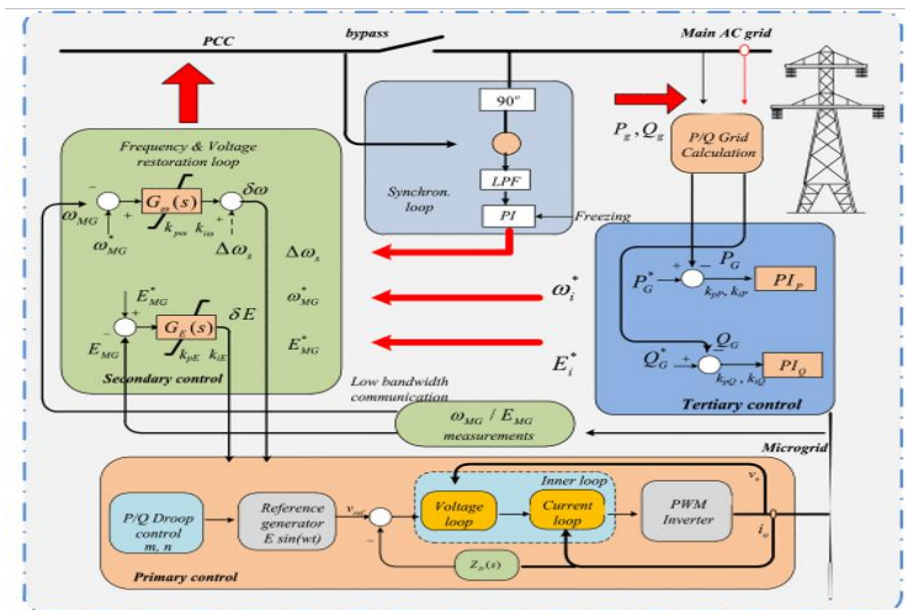 PCC
bypass
Main AC grid
90°
P_g, Q_g
P/Q Grid
Calculation
LPF
Synchron.
loop
PI
Freezing
Frequency & Voltage
restoration loop
ω_MG
−
+
G_ω(s)
k_pω k_iω
+
δω
ω*_MG
Δω_s
Δω_s
ω*_MG
E*_MG
E*_MG
+
−
E_MG
G_E(s)
δE
k_pE k_iE
Secondary control
ω*_i
E*_i
P*_G
+
−
P_G
k_pP, k_iP
PI_P
Q*_G
+
−
Q_G
k_pQ, k_iQ
PI_Q
Tertiary control
Low bandwidth
communication
ω_MG / E_MG
measurements
Microgrid
P/Q Droop
control
m, n
Reference
generator
E sin(wt)
v_ref
−
Inner loop
Voltage
loop
Current
loop
PWM
Inverter
i_o
Z_D(s)
Primary control